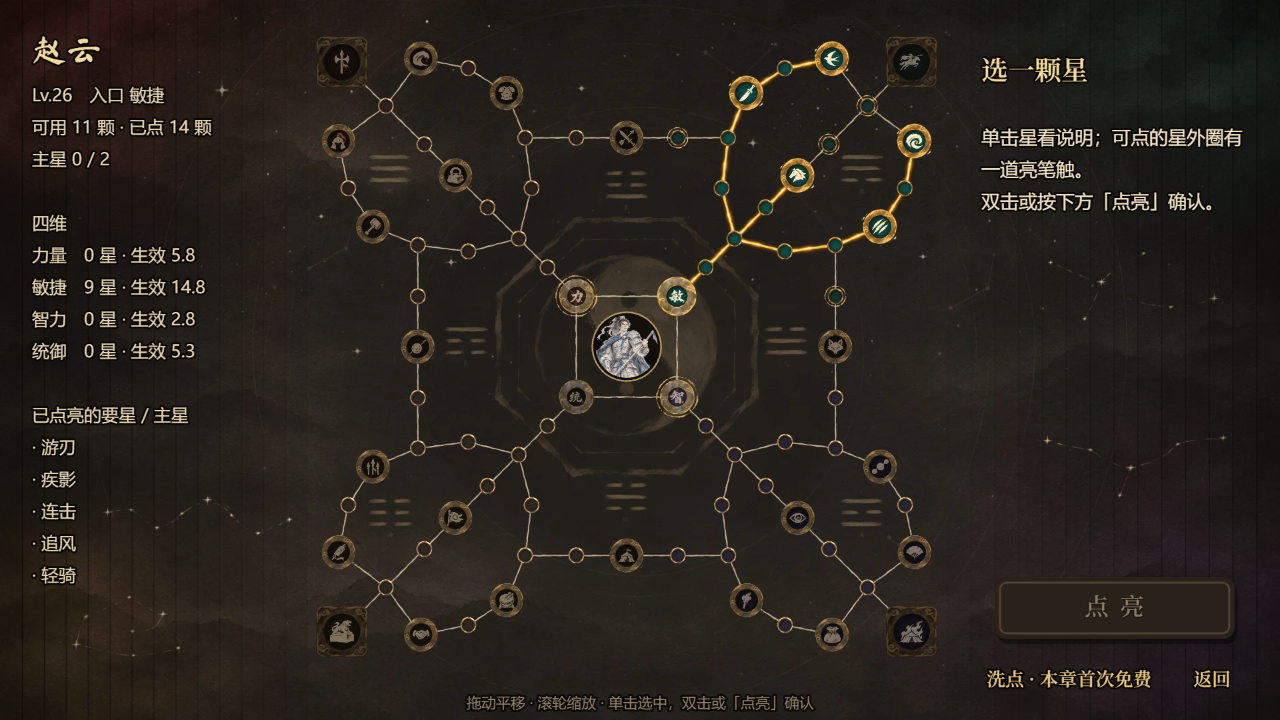 赵云
Lv.26 入口 敏捷
可用 11 颗 · 已点 14 颗
主星 0 / 2
四维
力量 0 星 · 生效 5.8
敏捷 9 星 · 生效 14.8
智力 0 星 · 生效 2.8
统御 0 星 · 生效 5.3
已点亮的要星 / 主星
· 游刃
· 疾影
· 连击
· 追风
· 轻骑
力
敏
统
智
选一颗星
单击星看说明；可点的星外圈有
一道亮笔触。
双击或按下方「点亮」确认。
点 亮
洗点 · 本章首次免费
返回
拖动平移 · 滚轮缩放 · 单击选中，双击或「点亮」确认